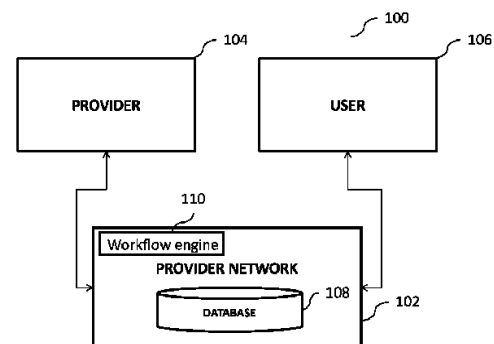 100
104
106
PROVIDER
USER
110
Workflow engine
PROVIDER NETWORK
DATABASE
108
102